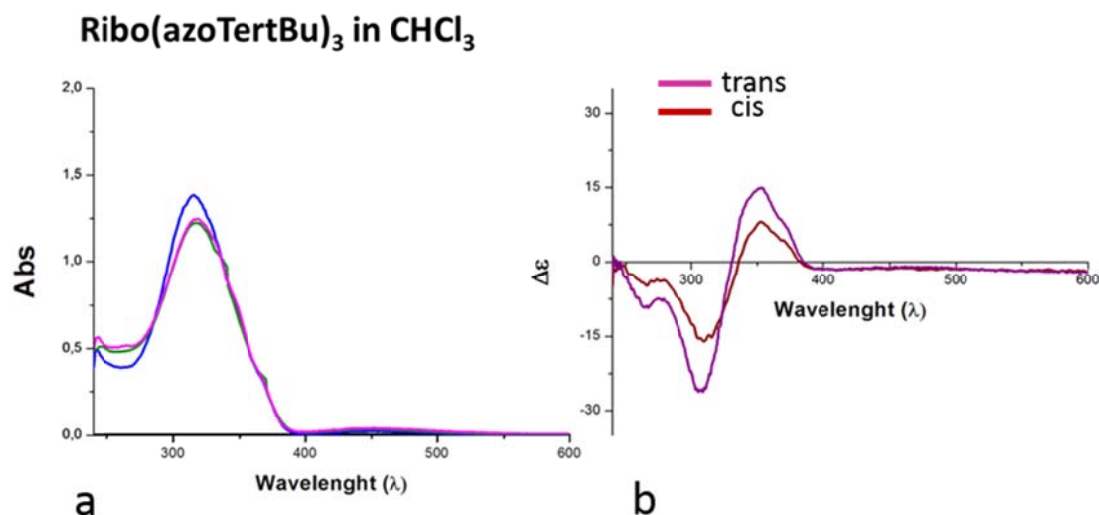 Ribo(azoTertBu)₃ in CHCl₃
2,0
1,5
1,0
0,5
0,0
300
400
500
600
Abs
Wavelenght (λ)
a
trans
cis
30
15
0
-15
-30
300
400
500
600
Δε
Wavelenght (λ)
b